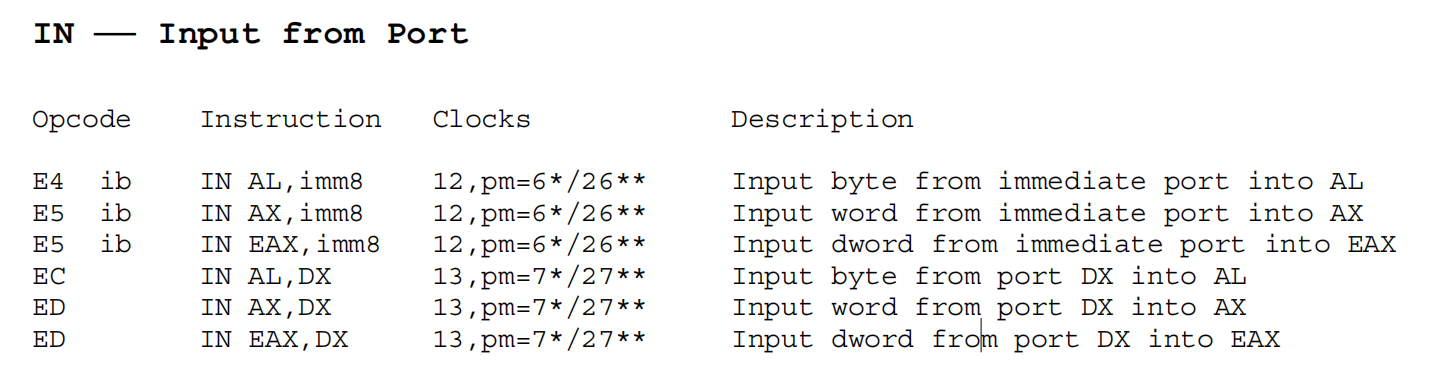 IN —— Input from Port
Opcode Instruction Clocks Description
E4 ib IN AL,imm8 12,pm=6*/26** Input byte from immediate port into AL
E5 ib IN AX,imm8 12,pm=6*/26** Input word from immediate port into AX
E5 ib IN EAX,imm8 12,pm=6*/26** Input dword from immediate port into EAX
EC IN AL,DX 13,pm=7*/27** Input byte from port DX into AL
ED IN AX,DX 13,pm=7*/27** Input word from port DX into AX
ED IN EAX,DX 13,pm=7*/27** Input dword from port DX into EAX